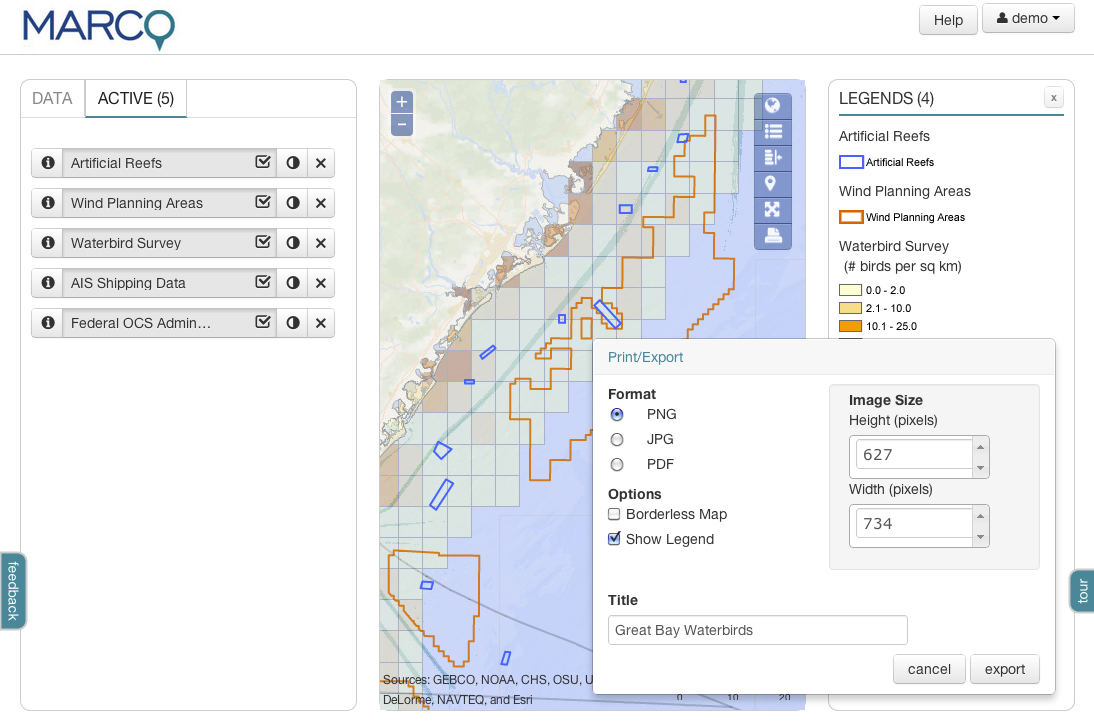 MARCO
Help
demo
DATA
ACTIVE (5)
Artificial Reefs
Wind Planning Areas
Waterbird Survey
AIS Shipping Data
Federal OCS Admin…
+
−
LEGENDS (4)
x
Artificial Reefs
Artificial Reefs
Wind Planning Areas
Wind Planning Areas
Waterbird Survey
(# birds per sq km)
0.0 - 2.0
2.1 - 10.0
10.1 - 25.0
Print/Export
Format
PNG
JPG
PDF
Options
Borderless Map
Show Legend
Image Size
Height (pixels)
627
Width (pixels)
734
Title
Great Bay Waterbirds
cancel
export
Sources: GEBCO, NOAA, CHS, OSU, U
DeLorme, NAVTEQ, and Esri
0 10 20
feedback
tour